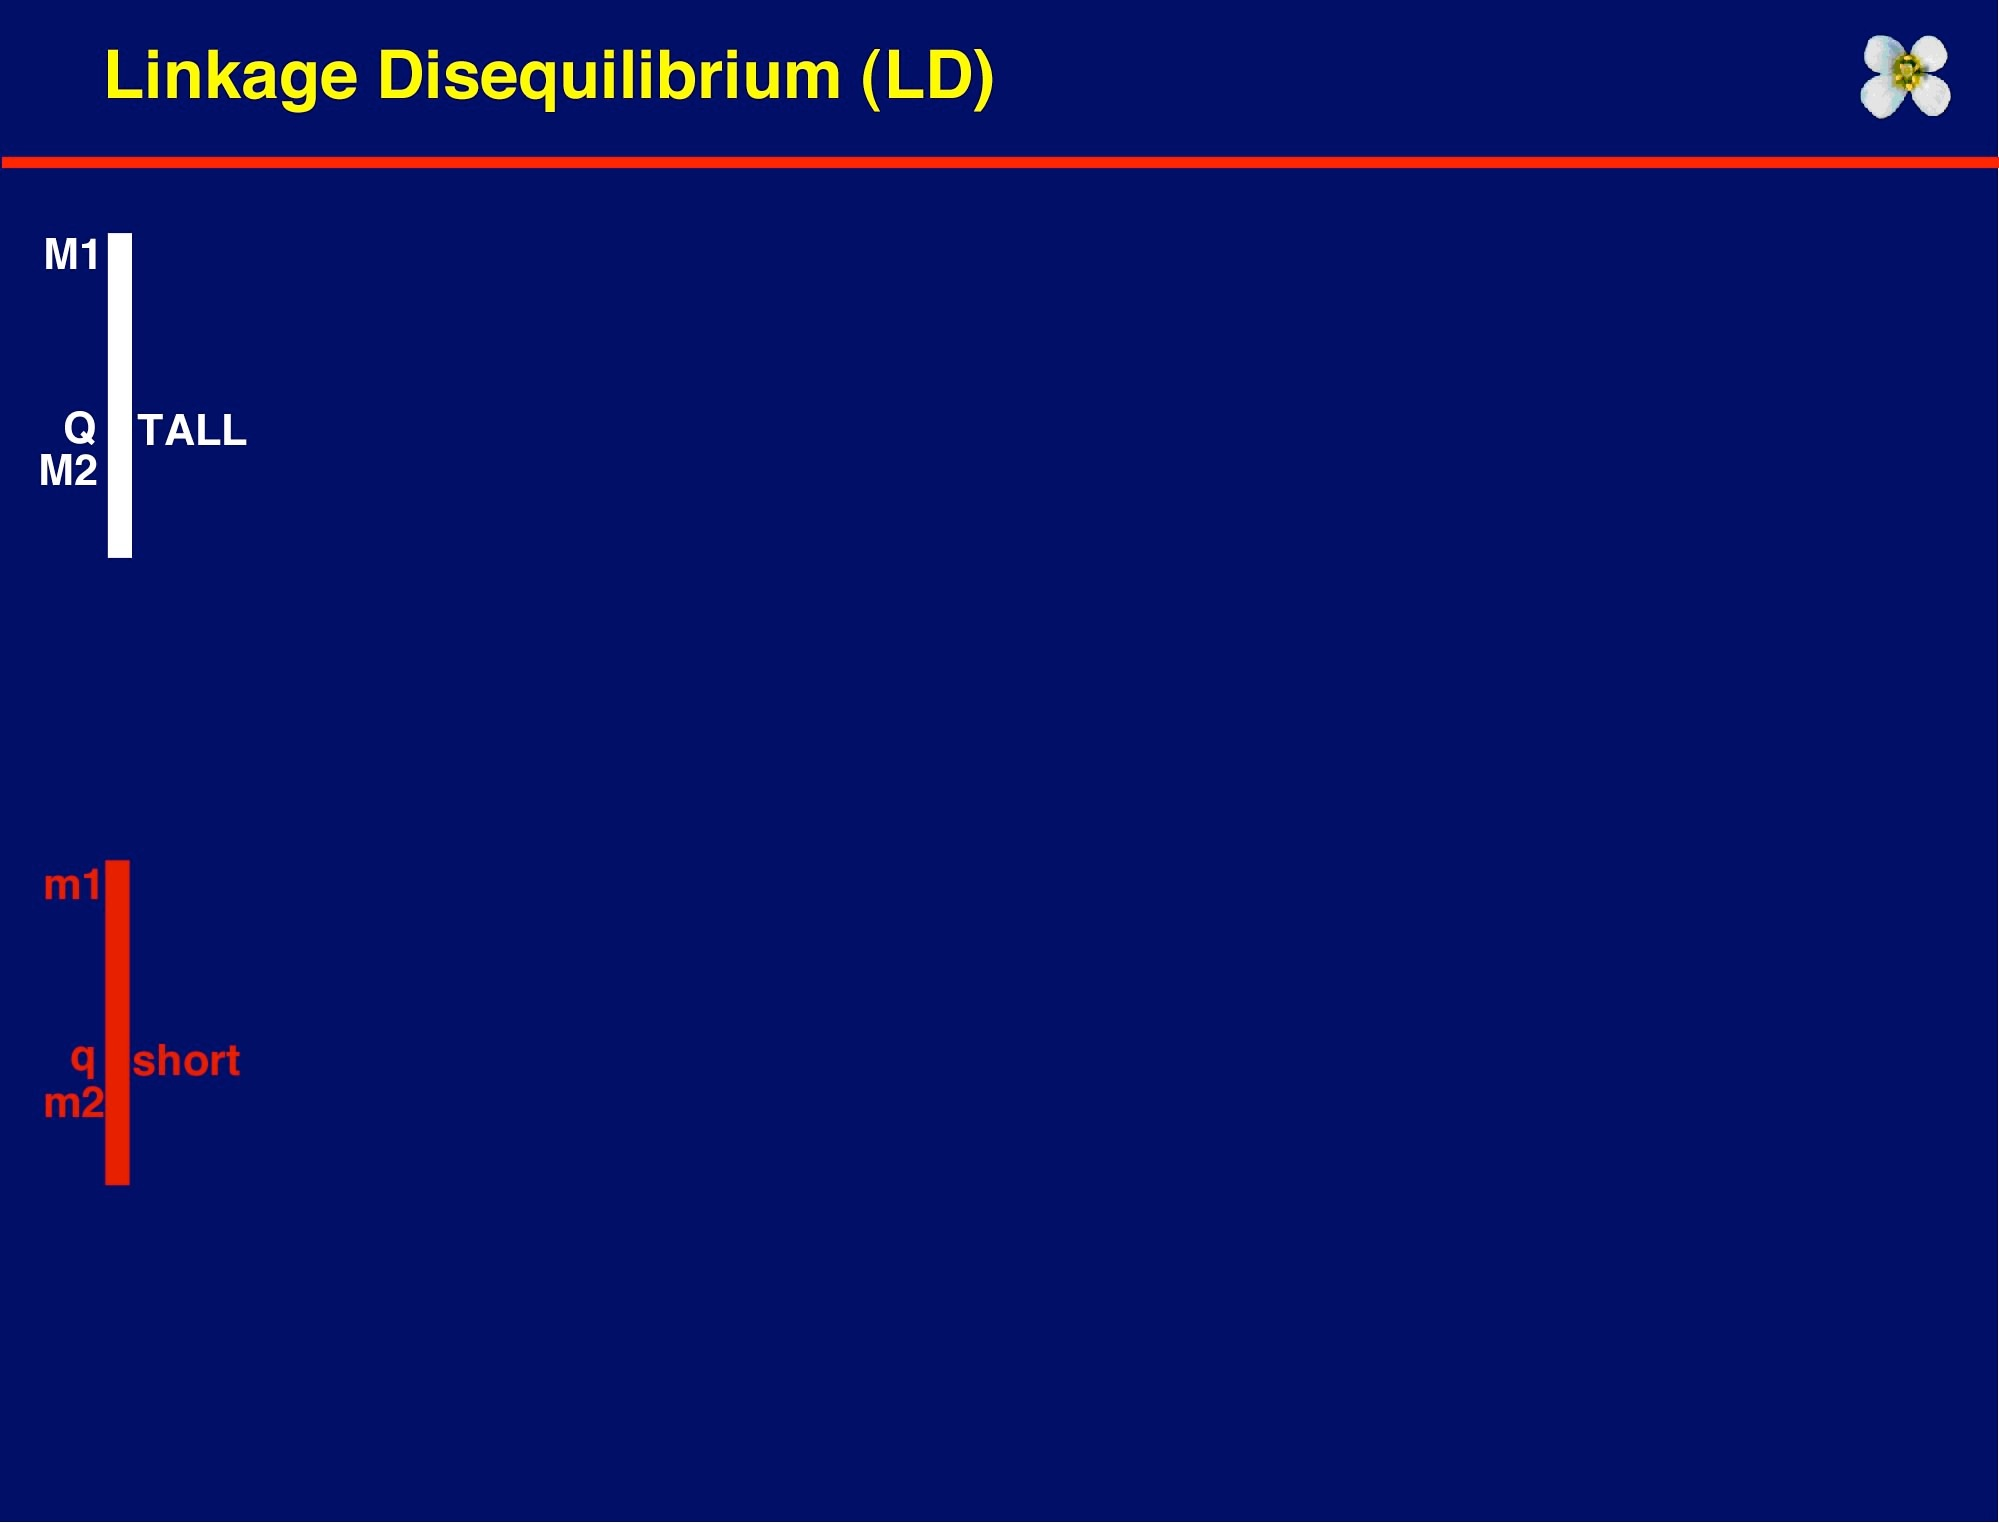 Linkage Disequilibrium (LD)
M1
Q TALL
M2
m1
q short
m2